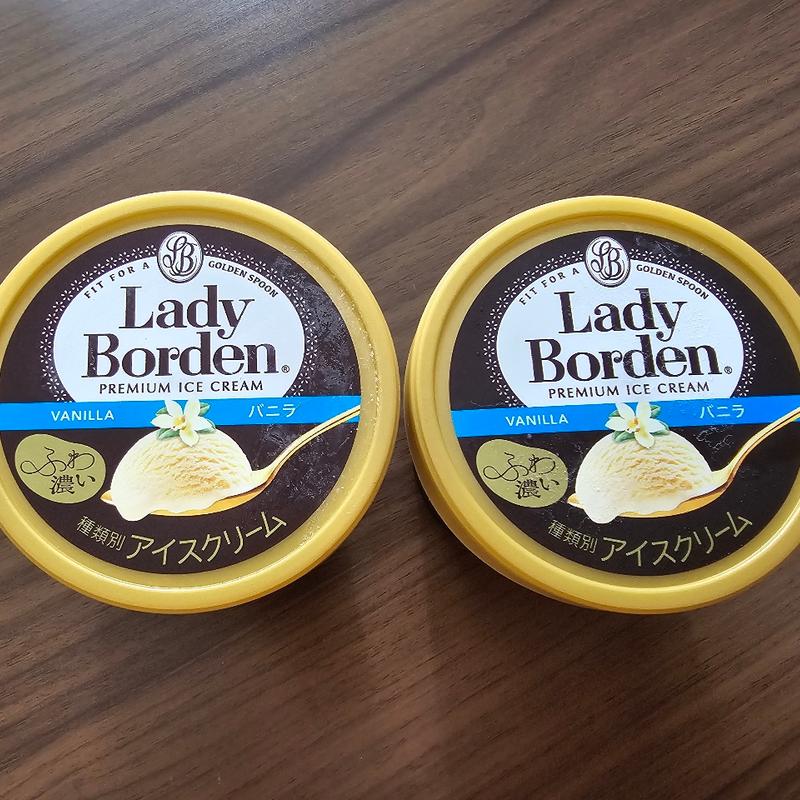 LB
FIT FOR A GOLDEN SPOON
Lady
Borden®
PREMIUM ICE CREAM
VANILLA バニラ
ふわ
濃い
種類別 アイスクリーム
LB
FIT FOR A GOLDEN SPOON
Lady
Borden®
PREMIUM ICE CREAM
VANILLA バニラ
ふわ
濃い
種類別 アイスクリーム